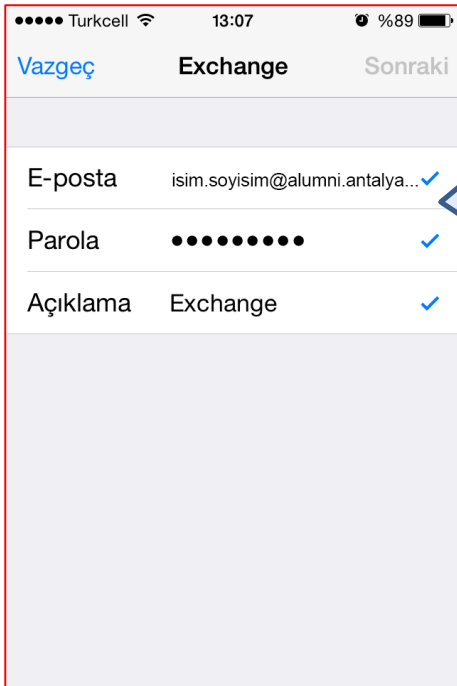 Turkcell 13:07 %89
Vazgeç Exchange Sonraki
E-posta isim.soyisim@alumni.antalya...
Parola •••••••••
Açıklama Exchange